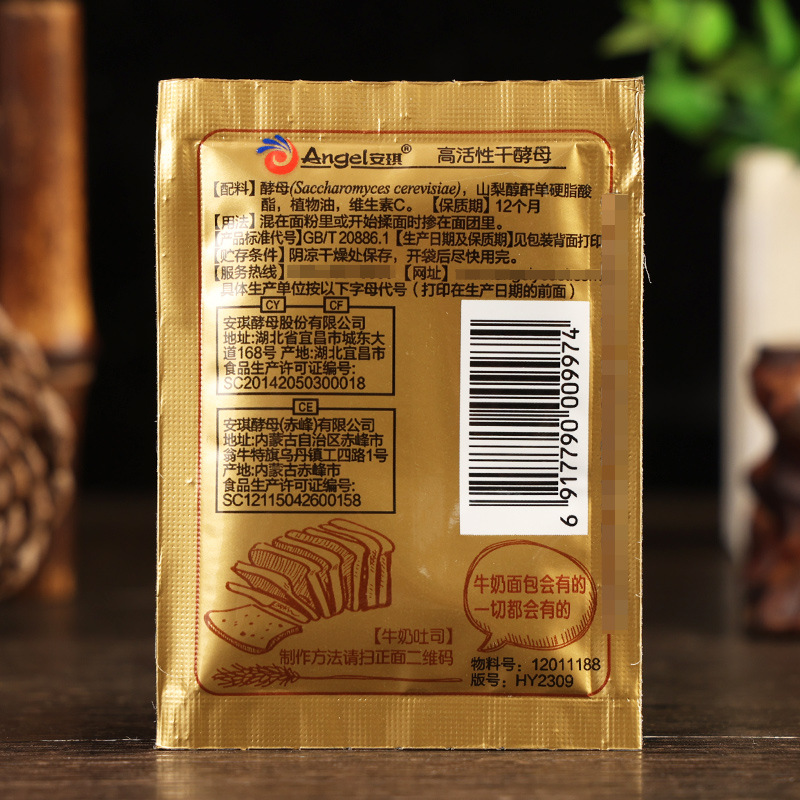 Angel安琪® 高活性干酵母
【配料】酵母(Saccharomyces cerevisiae)，山梨醇酐单硬脂酸
酯，植物油，维生素C。【保质期】12个月
【用法】混在面粉里或开始揉面时掺在面团里。
【产品标准代号】GB/T 20886.1【生产日期及保质期】见包装背面打印
【贮存条件】阴凉干燥处保存，开袋后尽快用完。
【服务热线】 【网址】
具体生产单位按以下字母代号（打印在生产日期的前面）
CY CF
安琪酵母股份有限公司
地址:湖北省宜昌市城东大
道168号 产地:湖北宜昌市
食品生产许可证编号:
SC20142050300018
CE
安琪酵母(赤峰)有限公司
地址:内蒙古自治区赤峰市
翁牛特旗乌丹镇工四路1号
产地:内蒙古赤峰市
食品生产许可证编号:
SC12115042600158
6 917790 009974
牛奶面包会有的
一切都会有的
【牛奶吐司】
制作方法请扫正面二维码
物料号：12011188
版号：HY2309